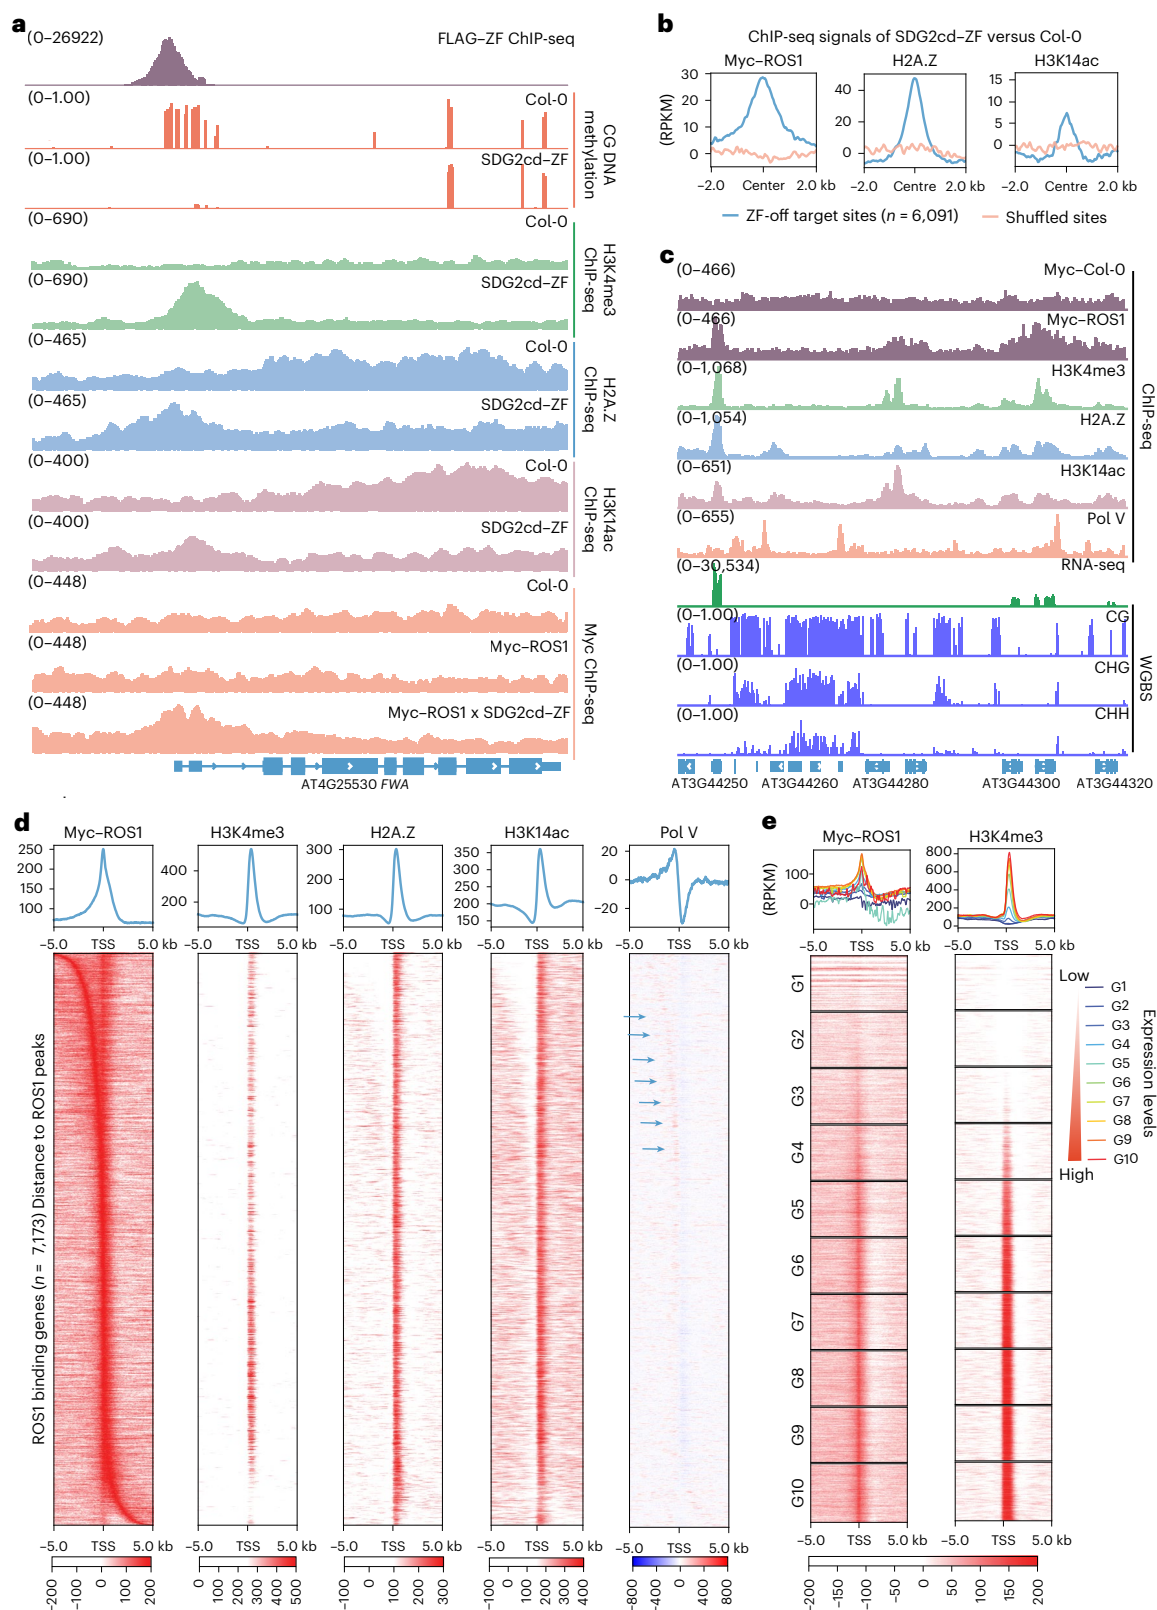 a
(0–26922)
FLAG–ZF ChIP-seq
(0–1.00)
Col-0
(0–1.00)
SDG2cd–ZF
CG DNA
methylation
(0–690)
Col-0
(0–690)
SDG2cd–ZF
H3K4me3
ChIP-seq
(0–465)
Col-0
(0–465)
SDG2cd–ZF
H2A.Z
ChIP-seq
(0–400)
Col-0
(0–400)
SDG2cd–ZF
H3K14ac
ChIP-seq
(0–448)
Col-0
(0–448)
Myc–ROS1
(0–448)
Myc–ROS1 x SDG2cd–ZF
Myc ChIP-seq
AT4G25530 FWA
b
ChIP-seq signals of SDG2cd–ZF versus Col-0
Myc–ROS1 H2A.Z H3K14ac
(RPKM)
30
20
10
0
40
20
0
15
10
5
0
–2.0 Center 2.0 kb
–2.0 Centre 2.0 kb
–2.0 Centre 2.0 kb
ZF-off target sites (n = 6,091) Shuffled sites
c
(0–466)
Myc-Col-0
(0–466)
Myc–ROS1
(0–1,068)
H3K4me3
(0–1,054)
H2A.Z
(0–651)
H3K14ac
(0–655)
Pol V
(0–30,534)
RNA-seq
(0–1.00)
CG
(0–1.00)
CHG
(0–1.00)
CHH
ChIP-seq
WGBS
AT3G44250 AT3G44260 AT3G44280 AT3G44300 AT3G44320
d
Myc–ROS1 H3K4me3 H2A.Z H3K14ac Pol V
250
200
150
100
400
200
300
200
100
350
300
250
200
150
20
0
–20
–5.0 TSS 5.0 kb
–5.0 TSS 5.0 kb
–5.0 TSS 5.0 kb
–5.0 TSS 5.0 kb
–5.0 TSS 5.0 kb
ROS1 binding genes (n = 7,173) Distance to ROS1 peaks
–5.0 TSS 5.0 kb
–5.0 TSS 5.0 kb
–5.0 TSS 5.0 kb
–5.0 TSS 5.0 kb
–5.0 TSS 5.0 kb
–200 –100 0 100 200
0 100 200 300 400 500
–100 0 100 200 300
0 100 200 300 400
–800 –400 0 400 800
e
Myc–ROS1 H3K4me3
(RPKM)
100
0
800
600
400
200
0
–5.0 TSS 5.0 kb
–5.0 TSS 5.0 kb
G1
G2
G3
G4
G5
G6
G7
G8
G9
G10
Low
G1
G2
G3
G4
G5
G6
G7
G8
G9
G10
High
Expression levels
–5.0 TSS 5.0 kb
–5.0 TSS 5.0 kb
–200 –150 –100 –50 0 50 100 150 200